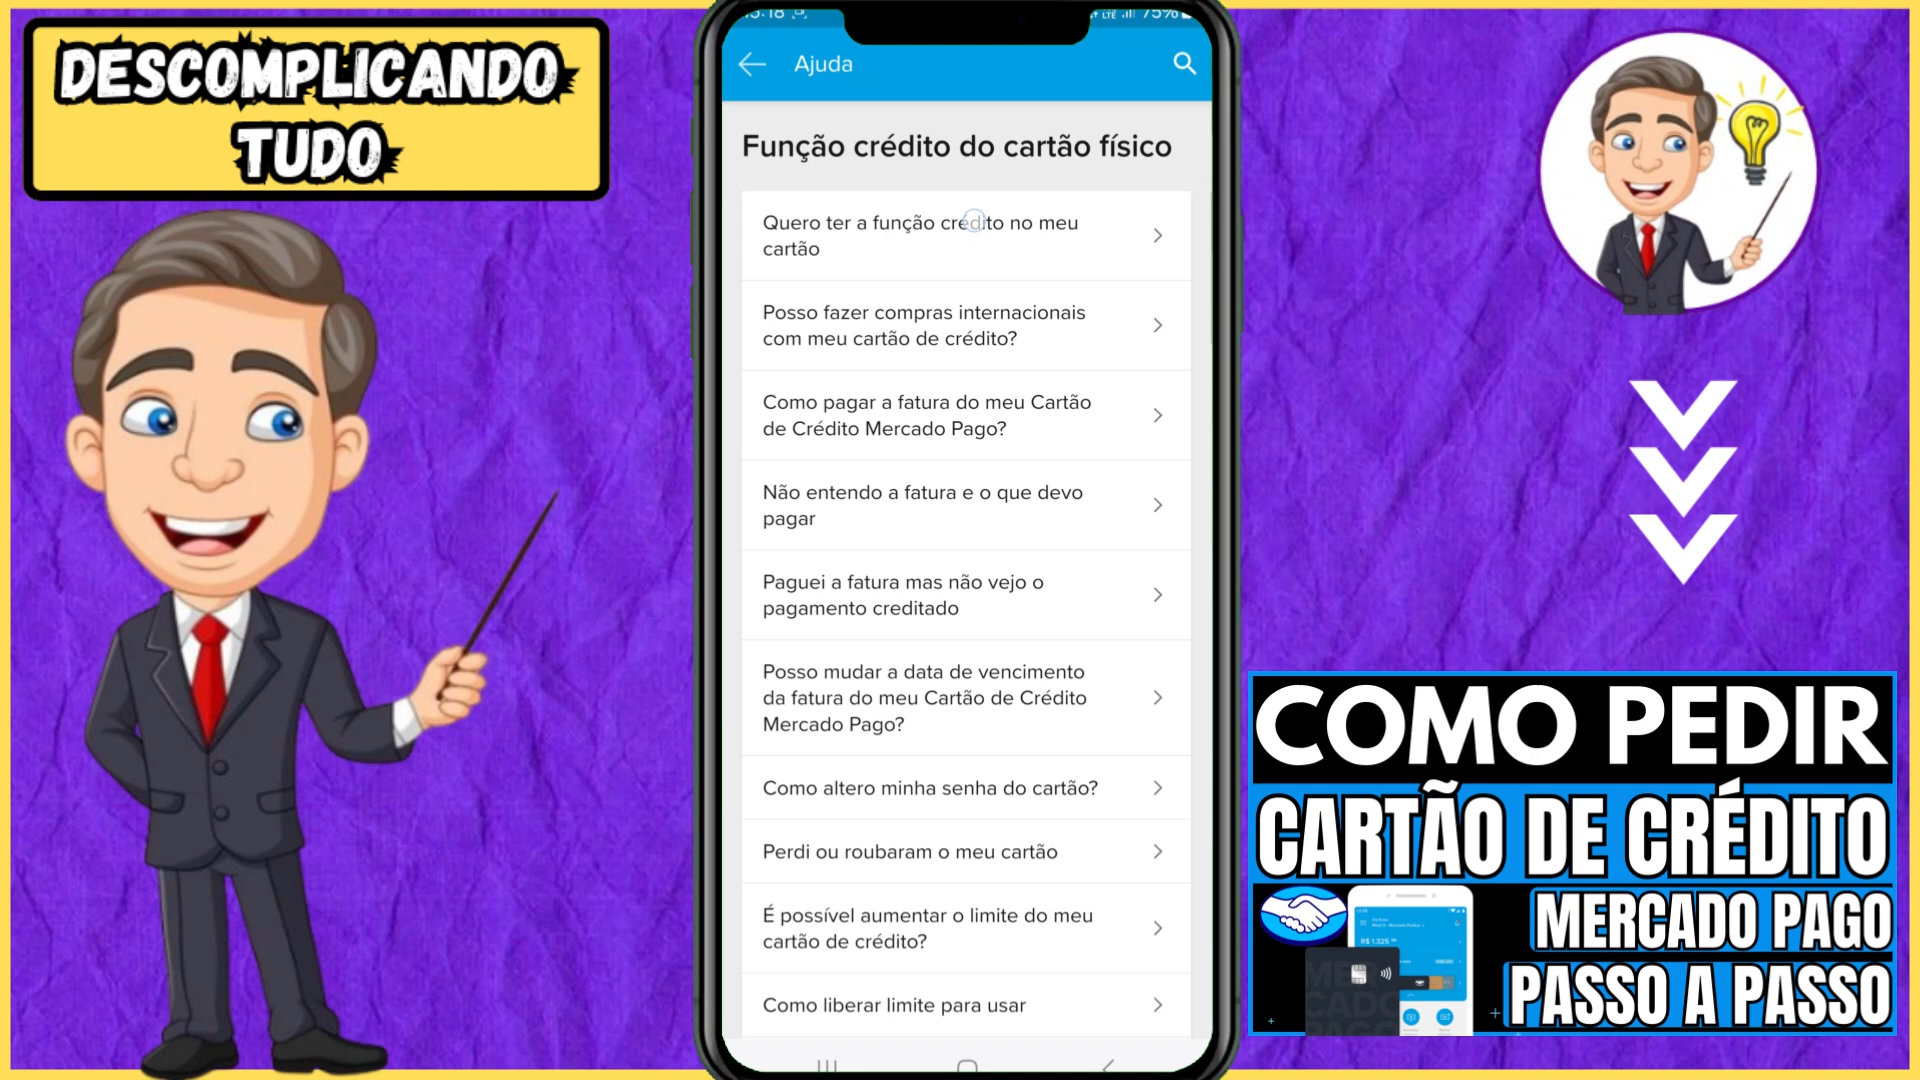 DESCOMPLICANDO
TUDO
75%
LTE
Ajuda
Função crédito do cartão físico
Quero ter a função crédito no meu
cartão
Posso fazer compras internacionais
com meu cartão de crédito?
Como pagar a fatura do meu Cartão
de Crédito Mercado Pago?
Não entendo a fatura e o que devo
pagar
Paguei a fatura mas não vejo o
pagamento creditado
Posso mudar a data de vencimento
da fatura do meu Cartão de Crédito
Mercado Pago?
Como altero minha senha do cartão?
Perdi ou roubaram o meu cartão
É possível aumentar o limite do meu
cartão de crédito?
Como liberar limite para usar
COMO PEDIR
CARTÃO DE CRÉDITO
MERCADO PAGO
PASSO A PASSO
R$ 1.325